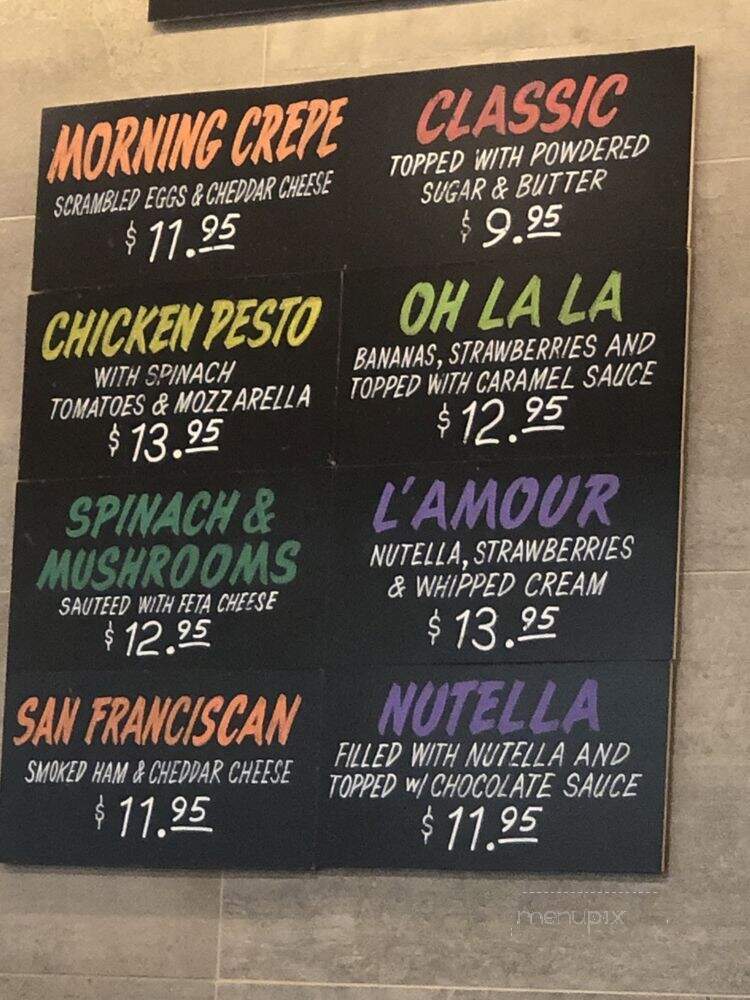 MORNING CREPE
SCRAMBLED EGGS & CHEDDAR CHEESE
$ 11.95
CHICKEN PESTO
WITH SPINACH
TOMATOES & MOZZARELLA
$ 13.95
SPINACH &
MUSHROOMS
SAUTEED WITH FETA CHEESE
$ 12.95
SAN FRANCISCAN
SMOKED HAM & CHEDDAR CHEESE
$ 11.95
CLASSIC
TOPPED WITH POWDERED
SUGAR & BUTTER
$ 9.95
OH LA LA
BANANAS, STRAWBERRIES AND
TOPPED WITH CARAMEL SAUCE
$ 12.95
L'AMOUR
NUTELLA, STRAWBERRIES
& WHIPPED CREAM
$ 13.95
NUTELLA
FILLED WITH NUTELLA AND
TOPPED W/ CHOCOLATE SAUCE
$ 11.95
menupix